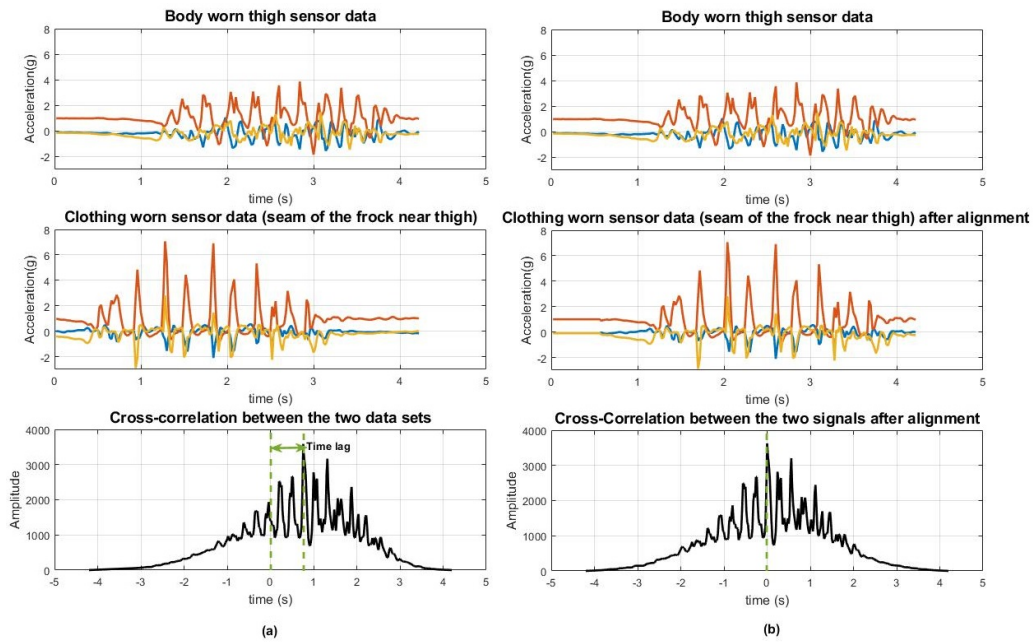 Body worn thigh sensor data
8
6
4
2
0
-2
Acceleration(g)
0 1 2 3 4 5
time (s)
Clothing worn sensor data (seam of the frock near thigh)
8
6
4
2
0
-2
Acceleration(g)
0 1 2 3 4 5
time (s)
Cross-correlation between the two data sets
4000
3000
2000
1000
0
Amplitude
Time lag
-5 -4 -3 -2 -1 0 1 2 3 4 5
time (s)
(a)
Body worn thigh sensor data
8
6
4
2
0
-2
Acceleration(g)
0 1 2 3 4 5
time (s)
Clothing worn sensor data (seam of the frock near thigh) after alignment
8
6
4
2
0
-2
Acceleration(g)
0 1 2 3 4 5
time (s)
Cross-Correlation between the two signals after alignment
4000
3000
2000
1000
0
Amplitude
-5 -4 -3 -2 -1 0 1 2 3 4 5
time (s)
(b)